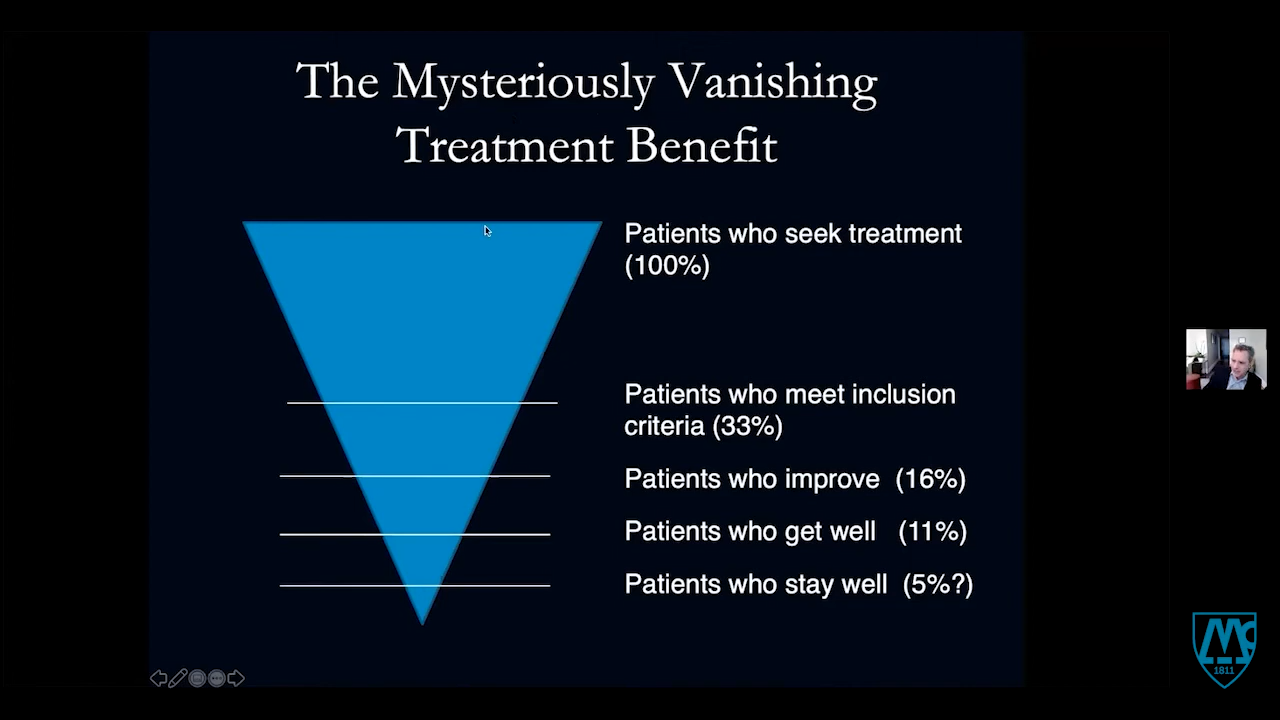 The Mysteriously Vanishing
Treatment Benefit
Patients who seek treatment
(100%)
Patients who meet inclusion
criteria (33%)
Patients who improve (16%)
Patients who get well (11%)
Patients who stay well (5%?)
Mc
1811